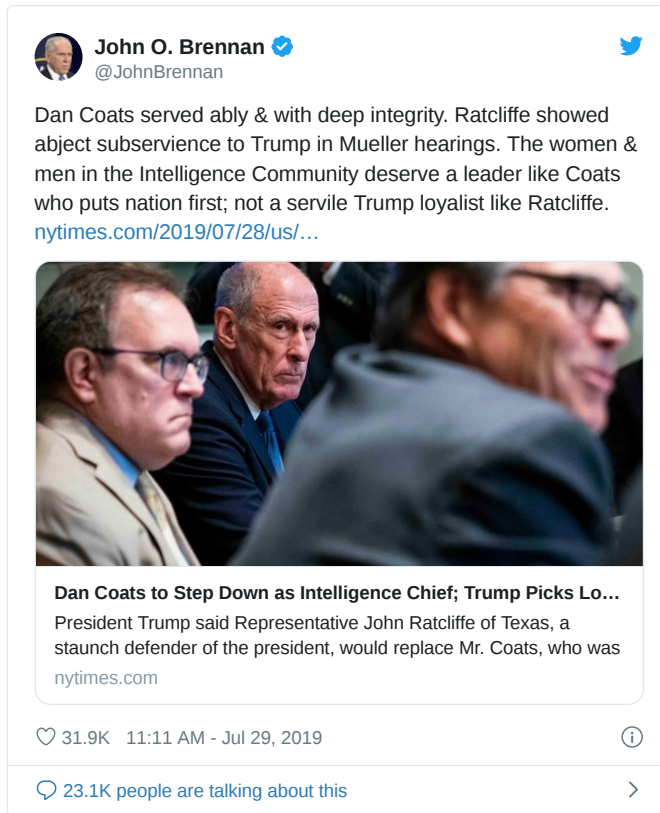 John O. Brennan
@JohnBrennan
Dan Coats served ably & with deep integrity. Ratcliffe showed
abject subservience to Trump in Mueller hearings. The women &
men in the Intelligence Community deserve a leader like Coats
who puts nation first; not a servile Trump loyalist like Ratcliffe.
nytimes.com/2019/07/28/us/…
Dan Coats to Step Down as Intelligence Chief; Trump Picks Lo…
President Trump said Representative John Ratcliffe of Texas, a
staunch defender of the president, would replace Mr. Coats, who was
nytimes.com
31.9K 11:11 AM - Jul 29, 2019
23.1K people are talking about this